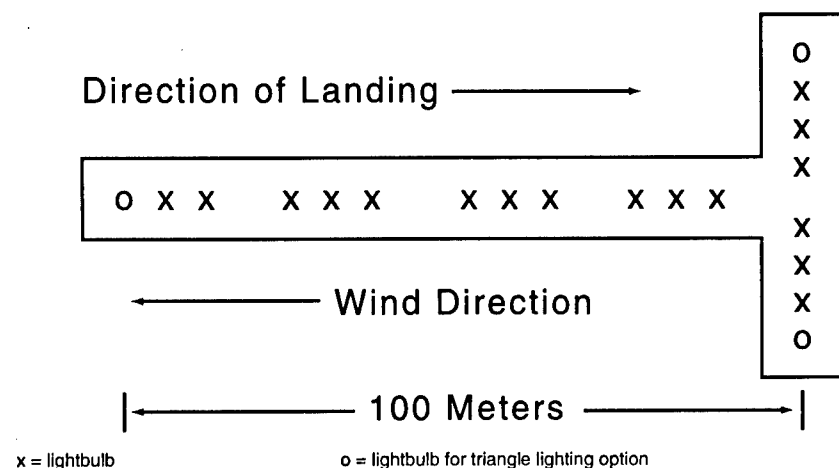 Direction of Landing
o
x
x
x
o x x x x x x x x x x x
x
x
x
o
Wind Direction
100 Meters
x = lightbulb o = lightbulb for triangle lighting option